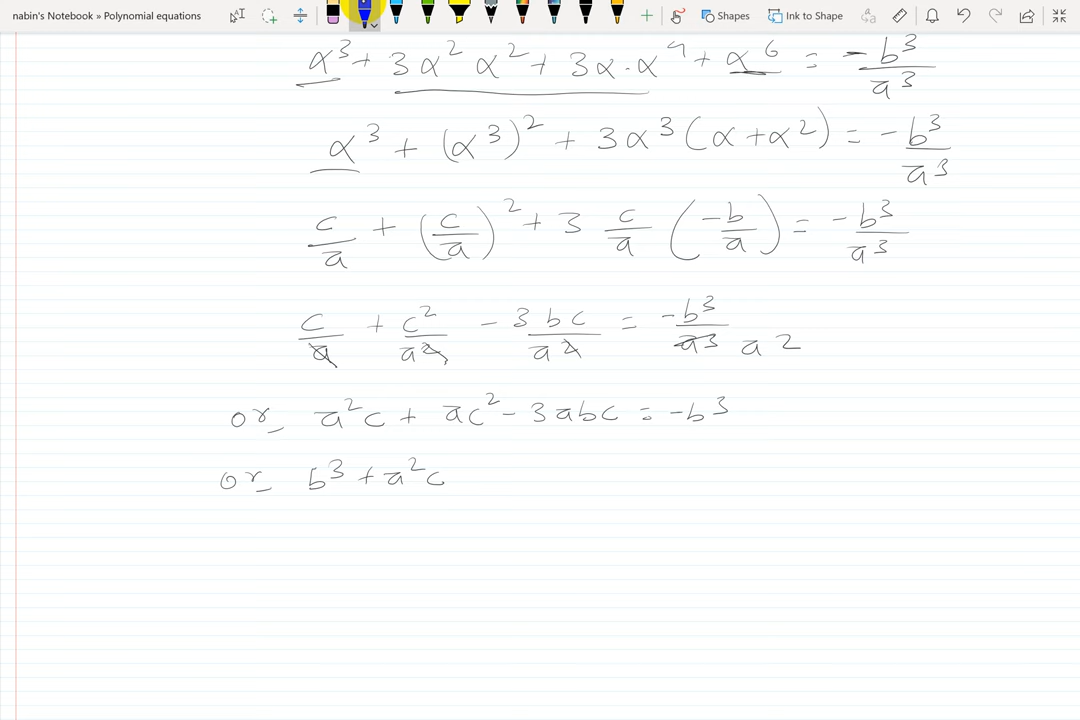 nabin's Notebook » Polynomial equations Shapes Ink to Shape
α³ + 3α²α² + 3α·α⁴ + α⁶ = -b³/a³
α³ + (α³)² + 3α³(α+α²) = -b³/a³
c/a + (c/a)² + 3 c/a (-b/a) = -b³/a³
c/a + c²/a² - 3bc/a² = -b³/a³ a2
or, a²c + ac² - 3abc = -b³
or, b³ + a²c